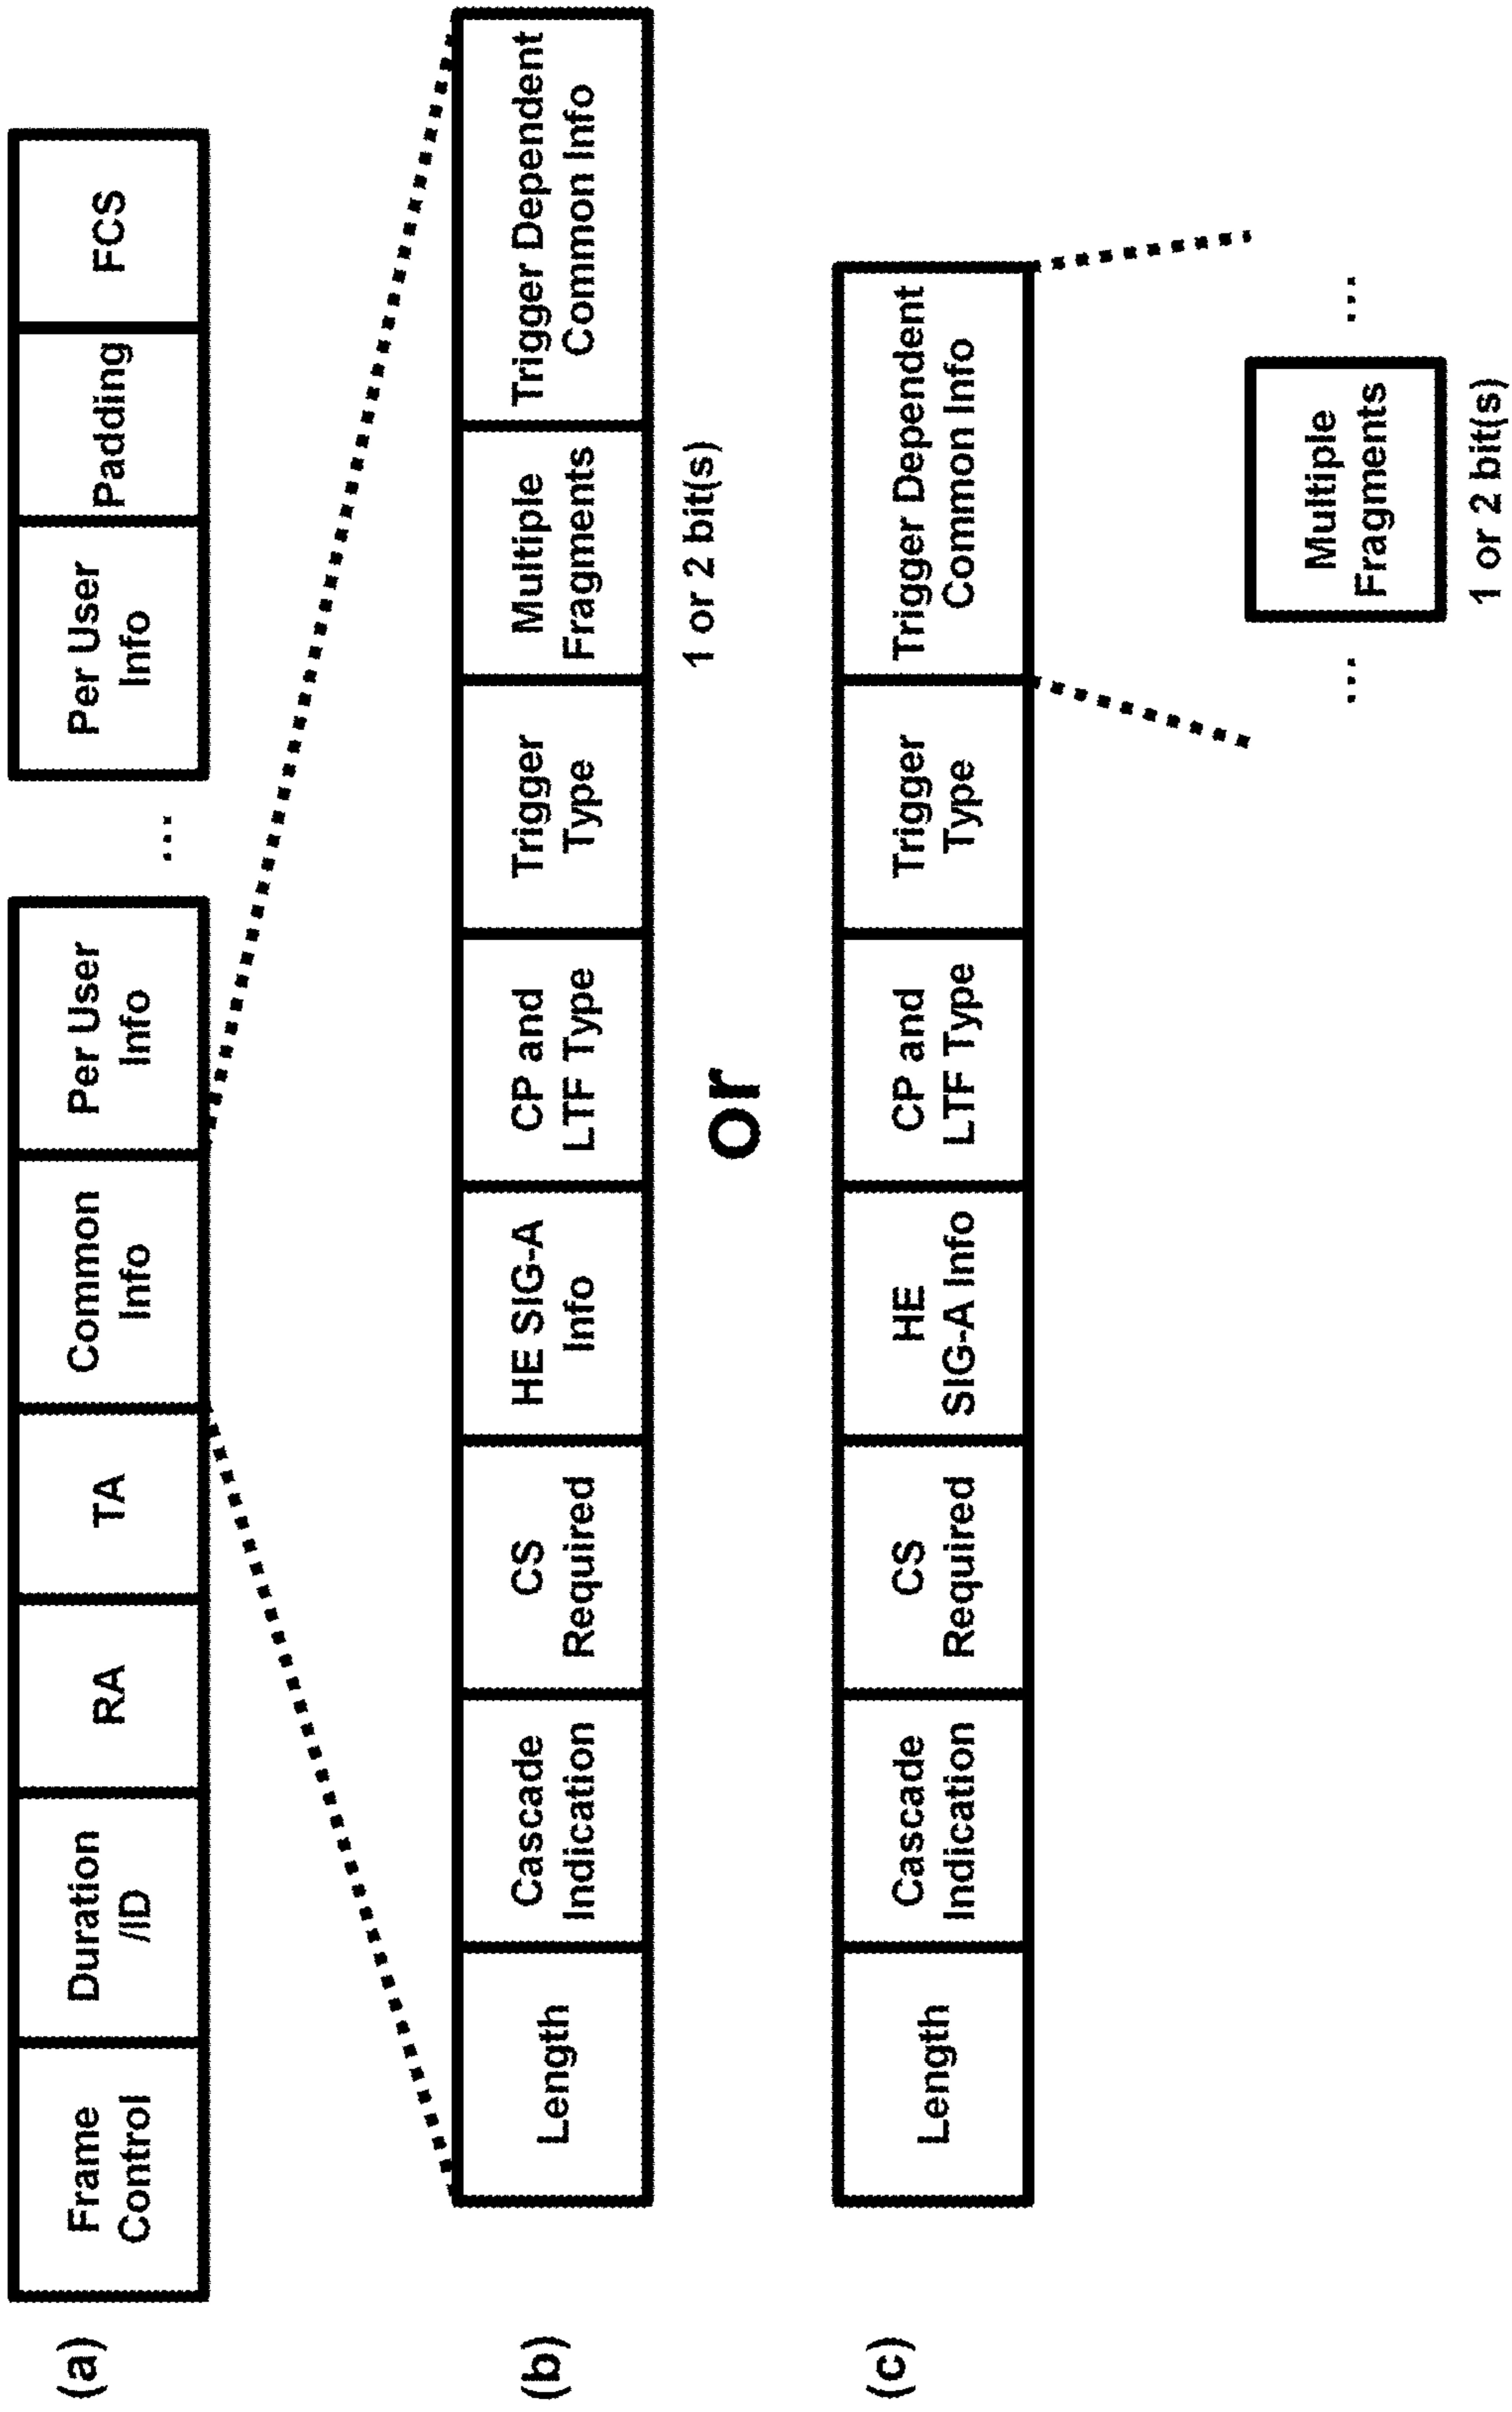 (a)
Frame
Control
Duration
/ID
RA
TA
Common
Info
Per User
Info
...
Per User
Info
Padding
FCS
(b)
Length
Cascade
Indication
CS
Required
HE SIG-A
Info
CP and
LTF Type
Trigger
Type
Multiple
Fragments
Trigger Dependent
Common Info
1 or 2 bit(s)
or
(c)
Length
Cascade
Indication
CS
Required
HE
SIG-A Info
CP and
LTF Type
Trigger
Type
Trigger Dependent
Common Info
...
Multiple
Fragments
...
1 or 2 bit(s)